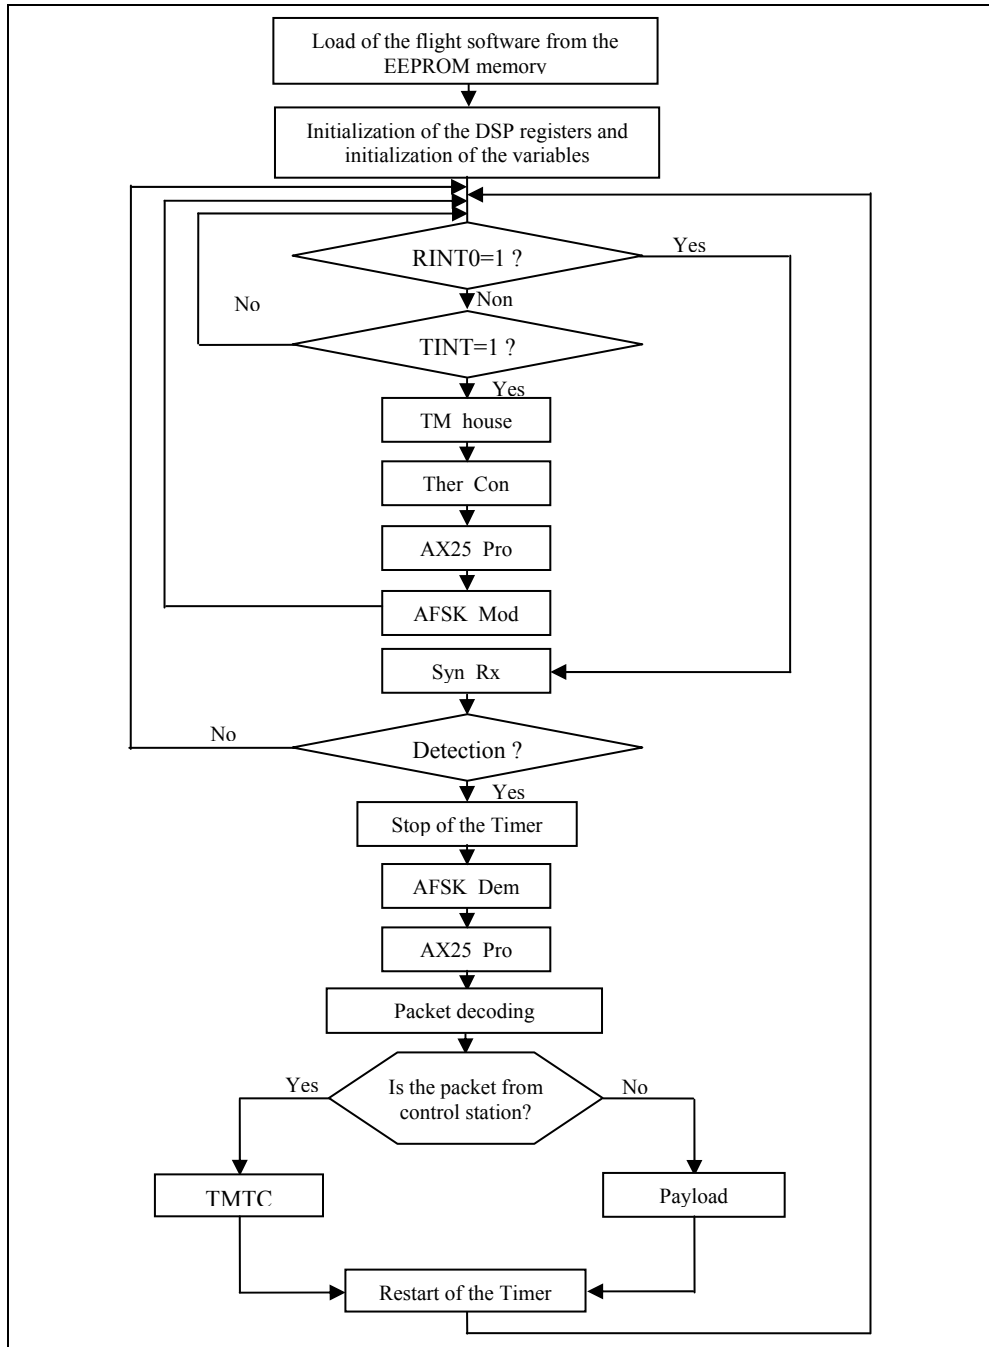 Load of the flight software from the
EEPROM memory
Initialization of the DSP registers and
initialization of the variables
RINT0=1 ?
Yes
Non
No
TINT=1 ?
Yes
TM house
Ther Con
AX25 Pro
AFSK Mod
Syn Rx
No
Detection ?
Yes
Stop of the Timer
AFSK Dem
AX25 Pro
Packet decoding
Yes
Is the packet from
control station?
No
TMTC
Payload
Restart of the Timer